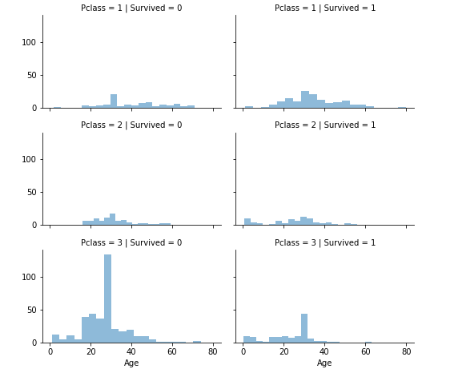 Pclass = 1 | Survived = 0
Pclass = 1 | Survived = 1
100
50
0
Pclass = 2 | Survived = 0
Pclass = 2 | Survived = 1
100
50
0
Pclass = 3 | Survived = 0
Pclass = 3 | Survived = 1
100
50
0
0 20 40 60 80
0 20 40 60 80
Age
Age